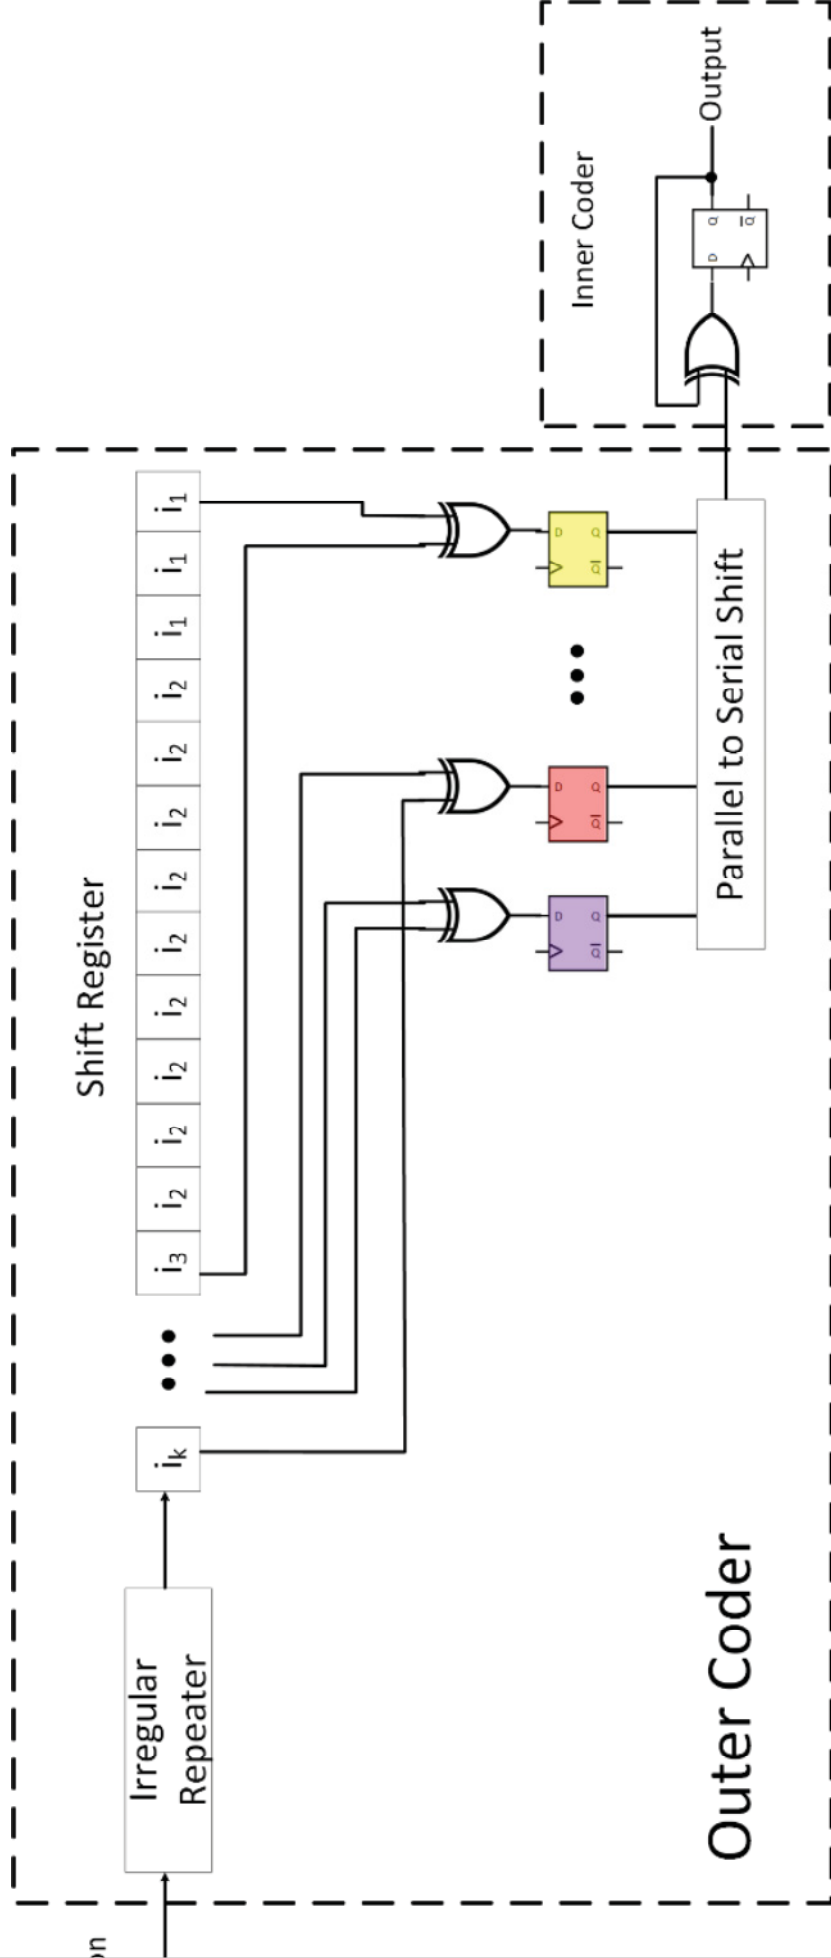 on
Irregular
Repeater
Shift Register
iₖ
i₃
i₂
i₂
i₂
i₂
i₂
i₂
i₂
i₂
i₂
i₁
i₁
i₁
D Q
Q̅
D Q
Q̅
D Q
Q̅
Parallel to Serial Shift
Outer Coder
Inner Coder
D Q
Q̅
Output